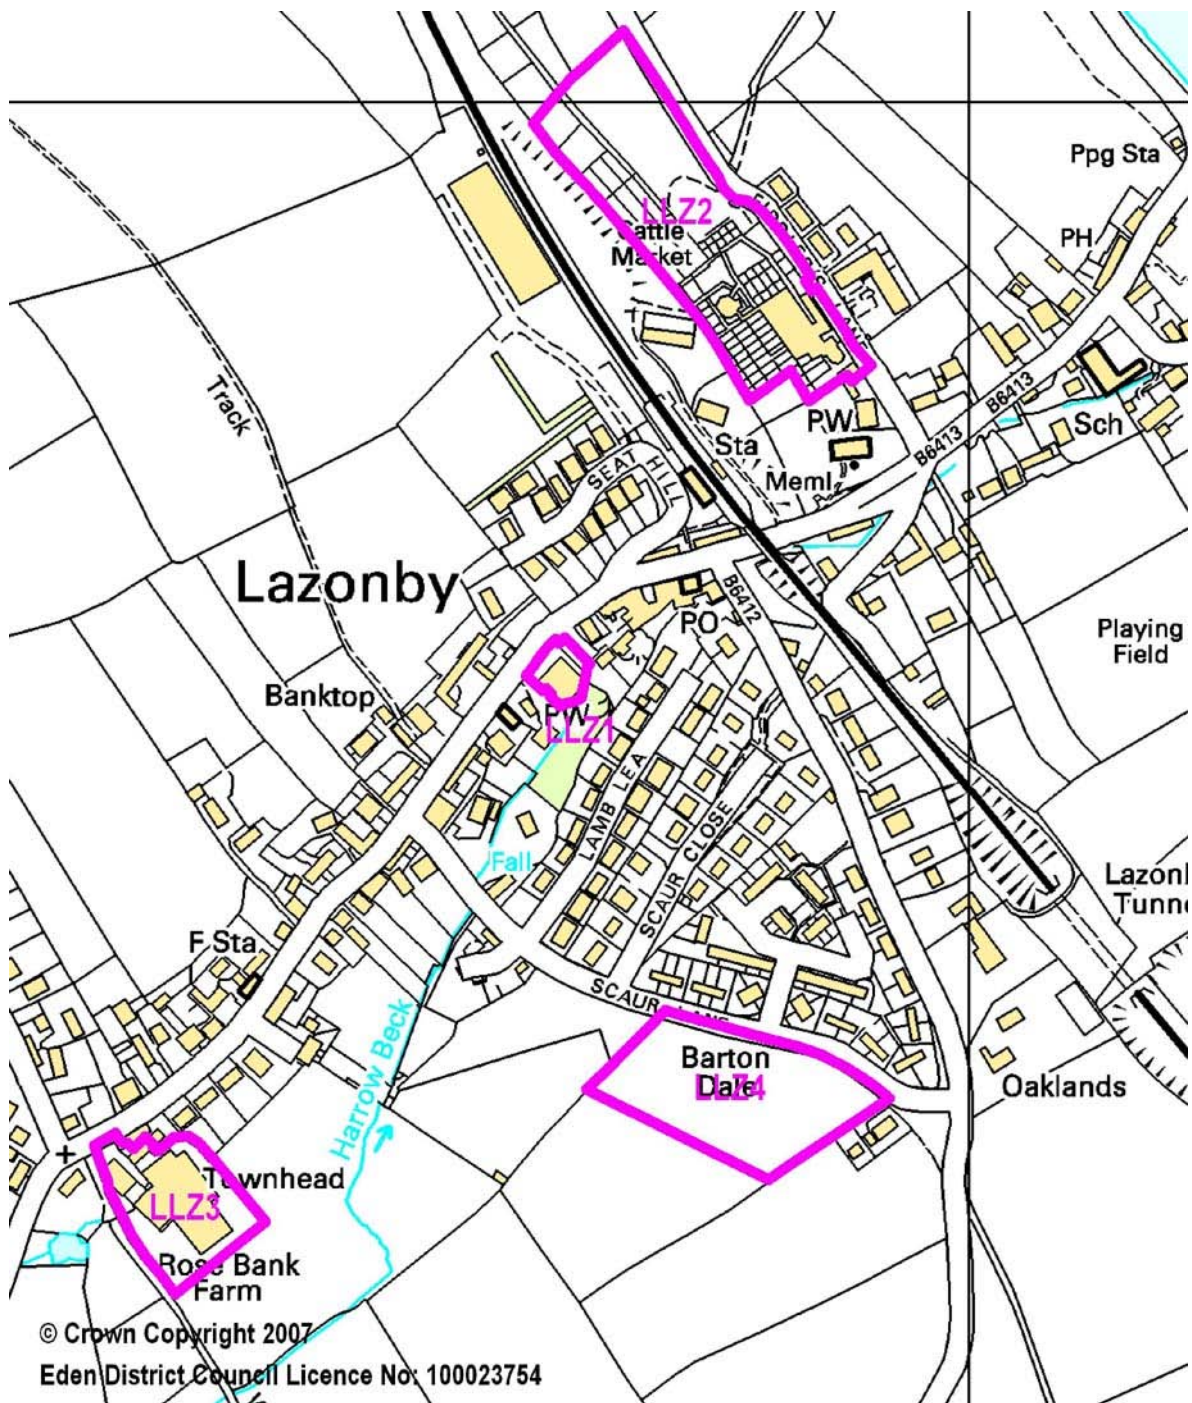 Ppg Sta
PH
LLZ2
Cattle
Market
Track
B6413
B6413
Sch
PW
Sta
Meml
SEAT HILL
Lazonby
B6412
PO
Playing
Field
Banktop
PW
LLZ1
LAMB LEA
SCAUR CLOSE
Fall
Lazonb
Tunne
F Sta
SCAUR LANE
Harrow Beck
Barton
Dale
LLZ4
Oaklands
Townhead
LLZ3
Rose Bank
Farm
© Crown Copyright 2007
Eden District Council Licence No: 100023754